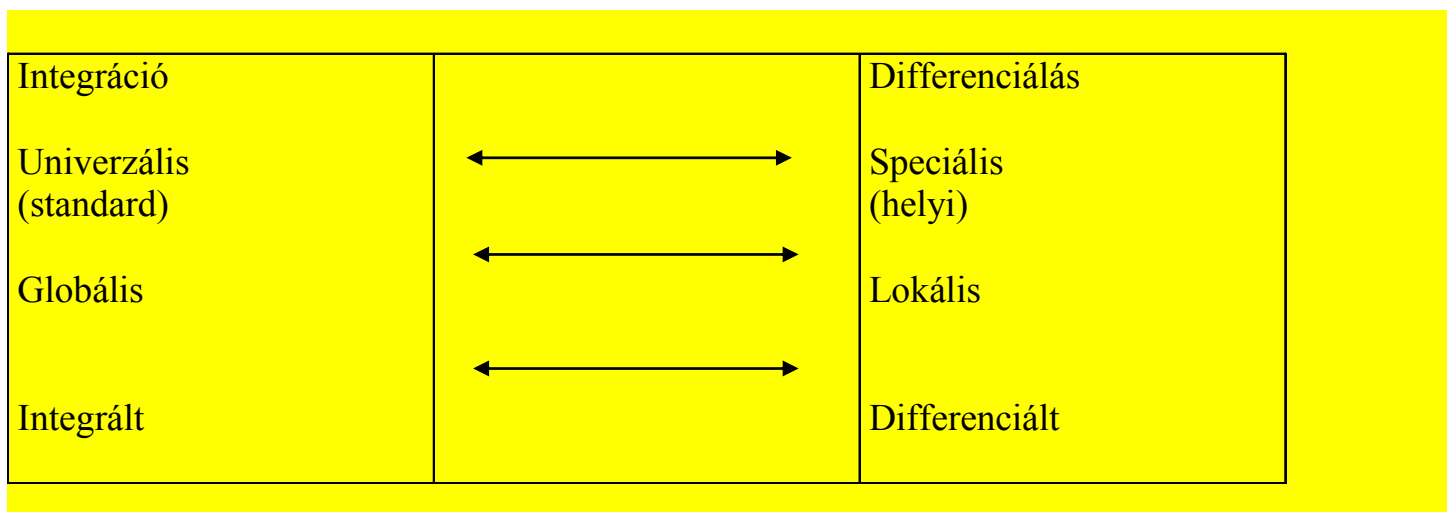 Integráció
Univerzális
(standard)
Globális
Integrált
Differenciálás
Speciális
(helyi)
Lokális
Differenciált